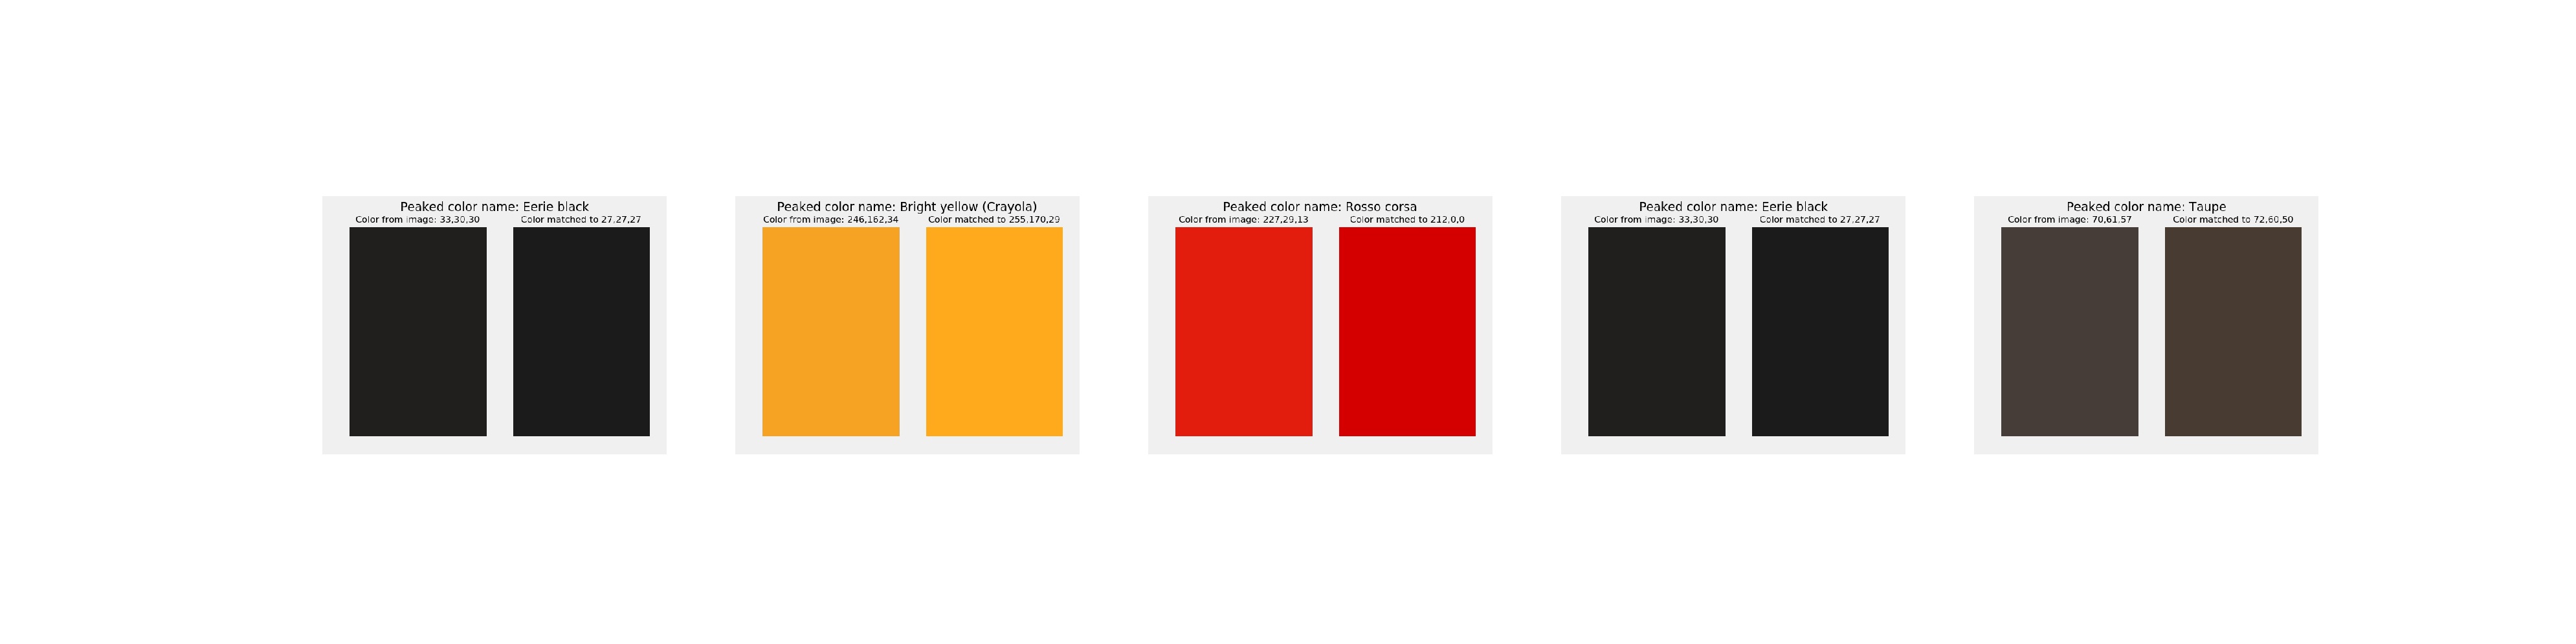 Peaked color name: Eerie black
Color from image: 33,30,30
Color matched to 27,27,27
Peaked color name: Bright yellow (Crayola)
Color from image: 246,162,34
Color matched to 255,170,29
Peaked color name: Rosso corsa
Color from image: 227,29,13
Color matched to 212,0,0
Peaked color name: Eerie black
Color from image: 33,30,30
Color matched to 27,27,27
Peaked color name: Taupe
Color from image: 70,61,57
Color matched to 72,60,50